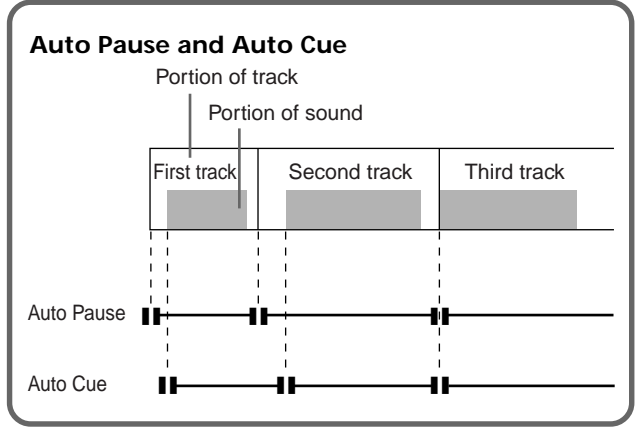 Auto Pause and Auto Cue
Portion of track
Portion of sound
First track Second track Third track
Auto Pause
Auto Cue